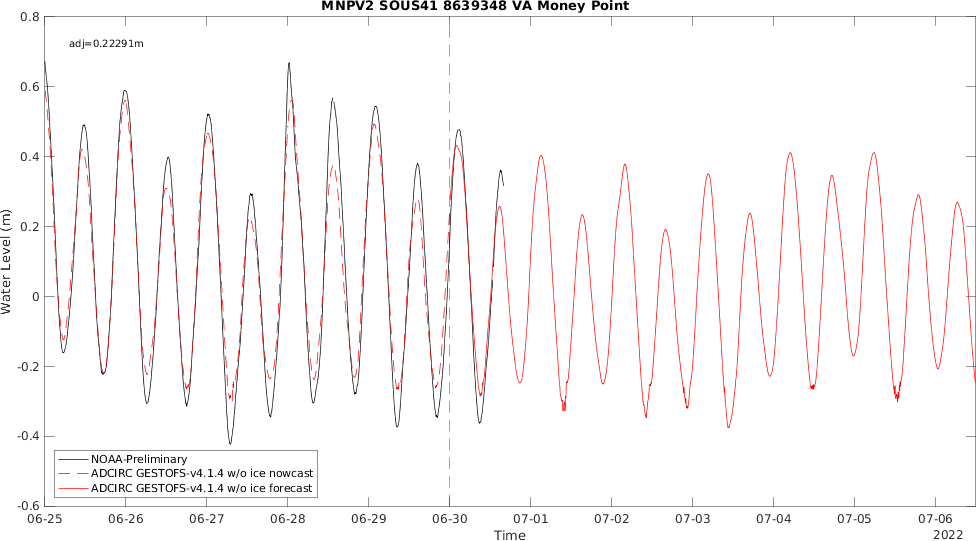 MNPV2 SOUS41 8639348 VA Money Point
adj=0.22291m
0.8
0.6
0.4
0.2
0
-0.2
-0.4
-0.6
Water Level (m)
NOAA-Preliminary
ADCIRC GESTOFS-v4.1.4 w/o ice nowcast
ADCIRC GESTOFS-v4.1.4 w/o ice forecast
06-25 06-26 06-27 06-28 06-29 06-30 07-01 07-02 07-03 07-04 07-05 07-06
Time
2022